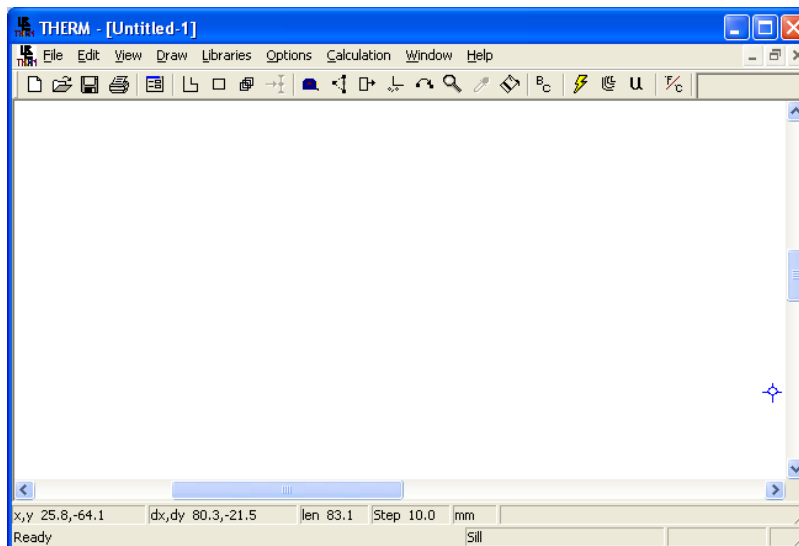 THERM - [Untitled-1]
File Edit View Draw Libraries Options Calculation Window Help
BC U F/C
x,y 25.8,-64.1 dx,dy 80.3,-21.5 len 83.1 Step 10.0 mm
Ready Sill